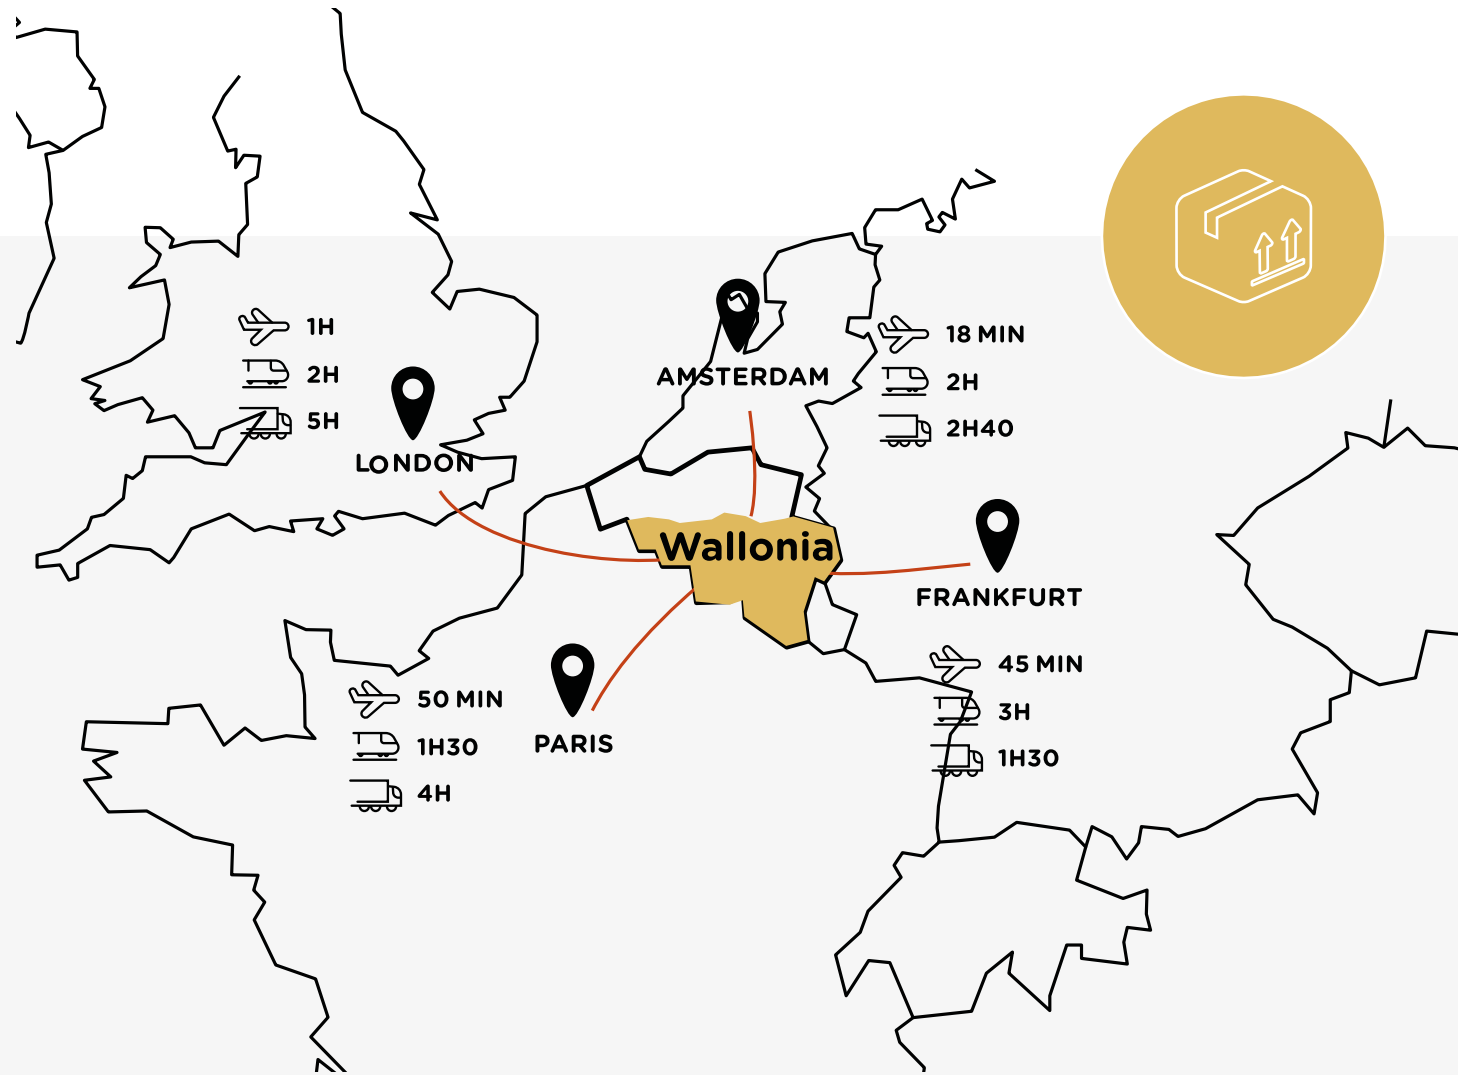 1H
2H
5H
LONDON
AMSTERDAM
18 MIN
2H
2H40
Wallonia
FRANKFURT
45 MIN
3H
1H30
50 MIN
1H30
4H
PARIS